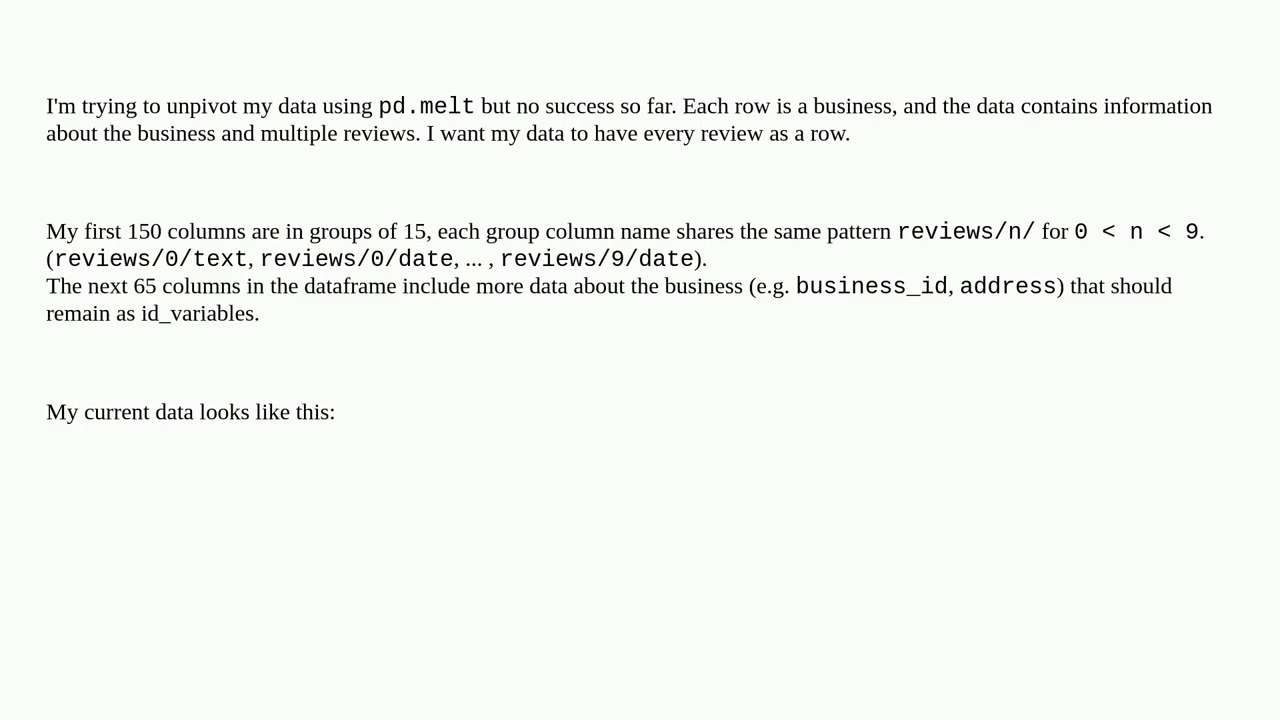 I'm trying to unpivot my data using pd.melt but no success so far. Each row is a business, and the data contains information
about the business and multiple reviews. I want my data to have every review as a row.
My first 150 columns are in groups of 15, each group column name shares the same pattern reviews/n/ for 0 < n < 9.
(reviews/0/text, reviews/0/date, ... , reviews/9/date).
The next 65 columns in the dataframe include more data about the business (e.g. business_id, address) that should
remain as id_variables.
My current data looks like this: